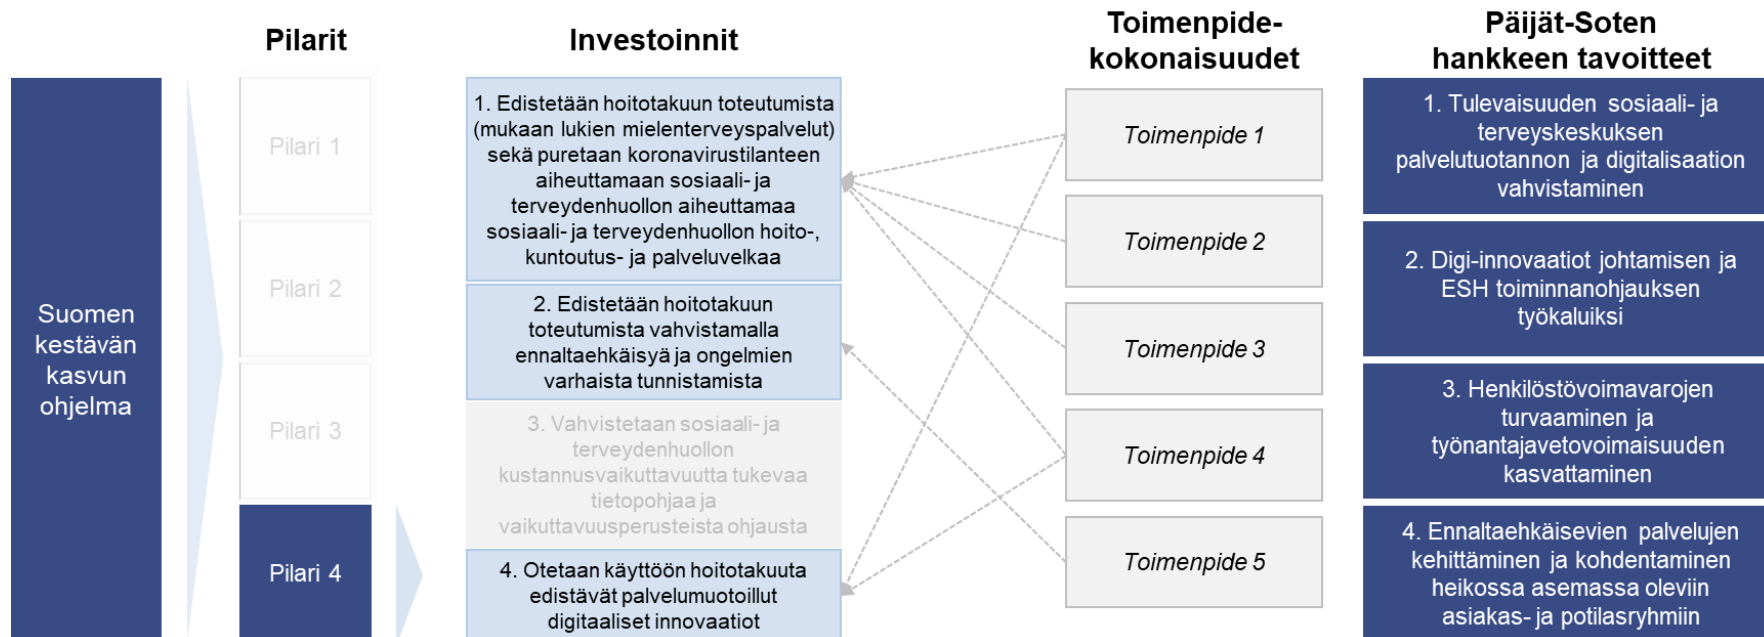 Pilarit
Investoinnit
Toimenpide-
kokonaisuudet
Päijät-Soten
hankkeen tavoitteet
Suomen
kestävän
kasvun
ohjelma
Pilari 1
Pilari 2
Pilari 3
Pilari 4
1. Edistetään hoitotakuun toteutumista
(mukaan lukien mielenterveyspalvelut)
sekä puretaan koronavirustilanteen
aiheuttamaan sosiaali- ja
terveydenhuollon aiheuttamaa
sosiaali- ja terveydenhuollon hoito-,
kuntoutus- ja palveluvelkaa
2. Edistetään hoitotakuun
toteutumista vahvistamalla
ennaltaehkäisyä ja ongelmien
varhaista tunnistamista
3. Vahvistetaan sosiaali- ja
terveydenhuollon
kustannusvaikuttavuutta tukevaa
tietopohjaa ja
vaikuttavuusperusteista ohjausta
4. Otetaan käyttöön hoitotakuuta
edistävät palvelumuotoillut
digitaaliset innovaatiot
Toimenpide 1
Toimenpide 2
Toimenpide 3
Toimenpide 4
Toimenpide 5
1. Tulevaisuuden sosiaali- ja
terveyskeskuksen
palvelutuotannon ja digitalisaation
vahvistaminen
2. Digi-innovaatiot johtamisen ja
ESH toiminnanohjauksen
työkaluiksi
3. Henkilöstövoimavarojen
turvaaminen ja
työnantajavetovoimaisuuden
kasvattaminen
4. Ennaltaehkäisevien palvelujen
kehittäminen ja kohdentaminen
heikossa asemassa oleviin
asiakas- ja potilasryhmiin